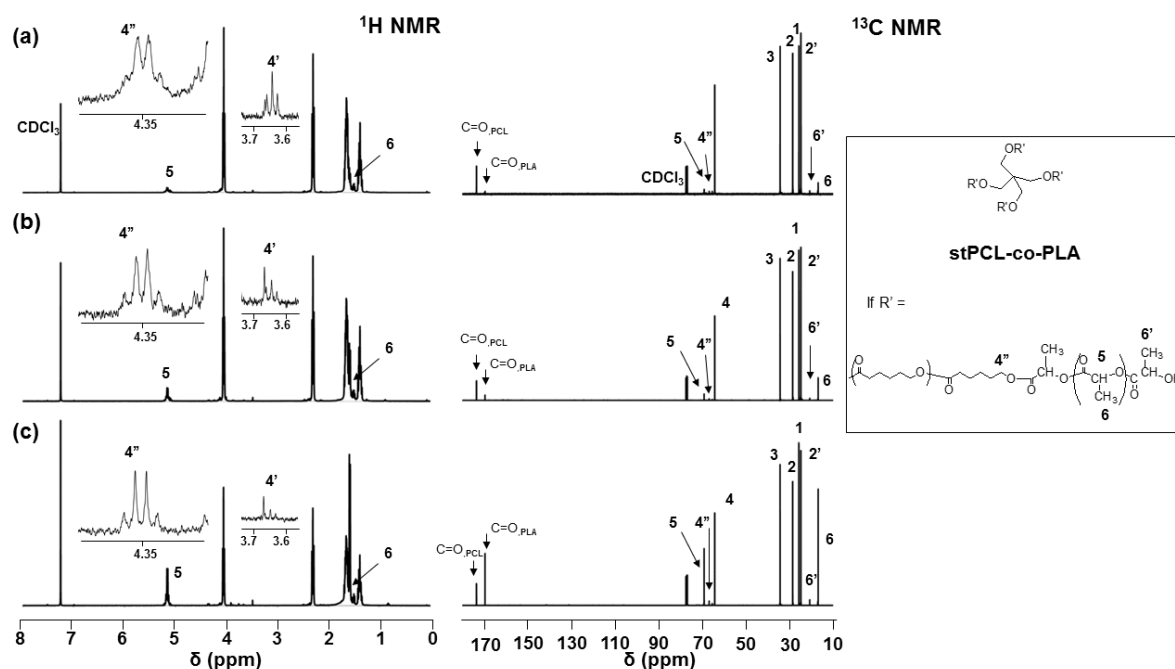 ¹H NMR
¹³C NMR
(a)
4”
4.35
4’
3.7 3.6
CDCl₃
5
6
C=O,PCL
C=O,PLA
CDCl₃
5
4”
3
2
1
2’
6’
6
(b)
4”
4.35
4’
3.7 3.6
5
6
C=O,PCL
C=O,PLA
5
4”
4
3
2
1
2’
6’
6
(c)
4”
4.35
4’
3.7 3.6
5
6
C=O,PCL
C=O,PLA
5
4”
4
3
2
1
2’
6
6’
8 7 6 5 4 3 2 1 0
δ (ppm)
170 150 130 110 90 70 50 30 10
δ (ppm)
OR'
R'O
OR'
R'O
stPCL-co-PLA
If R' =
O
O
O
4”
O
O
CH₃
O
O
5
CH₃
6
O
O
6’
CH₃
OH